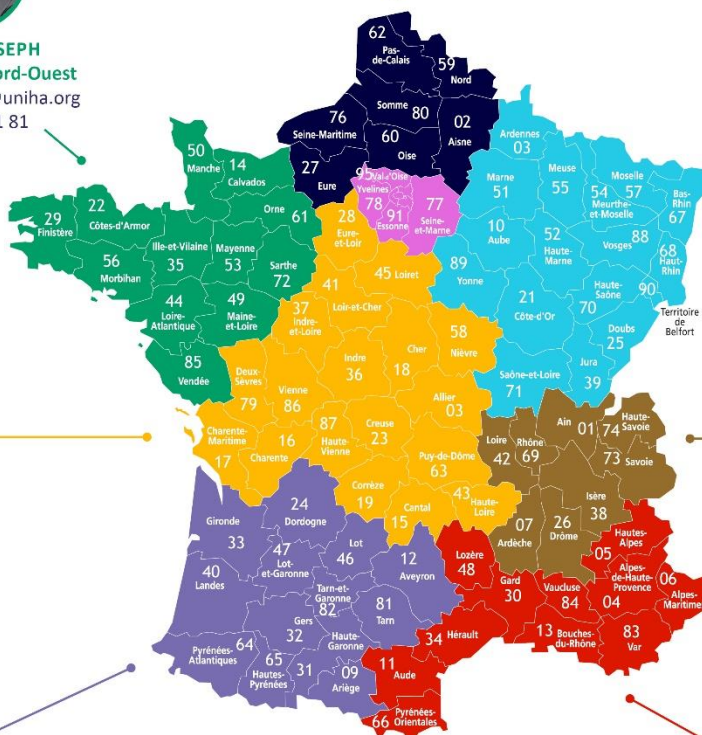 SEPH
ord-Ouest
uniha.org
1 81
62
Pas-
de-Calais
59
Nord
Somme 80
76
Seine-Maritime
60
Oise
02
Aisne
27
Eure
95
Val-d'Oise
Yvelines
78
91
Essonne
77
Seine-
et-Marne
Ardennes
03
Marne
51
Meuse
55
Moselle
54 57
Meurthe-
et-Moselle
Bas-
Rhin
67
10
Aube
52
Haute-
Marne
88
Vosges
68
Haut-
Rhin
89
Yonne
21
Côte-d'Or
Haute-
Saône
70
90
Territoire
de
Belfort
Doubs
25
Jura
39
Saône-et-Loire
71
50
Manche
14
Calvados
Orne
61
29
Finistère
22
Côtes-d'Armor
56
Morbihan
Ille-et-Vilaine
35
Mayenne
53
Sarthe
72
44
Loire-
Atlantique
49
Maine-
et-Loire
85
Vendée
28
Eure-
et-Loir
45 Loiret
41
Loir-et-Cher
37
Indre-
et-Loire
58
Nièvre
Cher
18
Indre
36
Deux-
Sèvres
79
Vienne
86
Allier
03
Charente-
Maritime
17
16
Charente
87
Haute-
Vienne
Creuse
23
Puy-de-Dôme
63
Corrèze
19
Cantal
15
43
Haute-
Loire
Ain 01
74
Haute-
Savoie
Loire
42
Rhône
69
73
Savoie
Isère
38
07
Ardèche
26
Drôme
24
Dordogne
Gironde
33
47
Lot-
et-Garonne
Lot
46
12
Aveyron
40
Landes
Tarn-et-
Garonne
82
81
Tarn
Gers
32
Haute-
Garonne
31
Pyrénées-
Atlantiques
64
65
Hautes-
Pyrénées
09
Ariège
Lozère
48
Gard
30
Vaucluse
84
Hautes-
Alpes
05
Alpes-
de-Haute-
Provence
04
06
Alpes-
Maritime
34 Hérault
13 Bouches-
du-Rhône
83
Var
11
Aude
66
Pyrénées-
Orientales